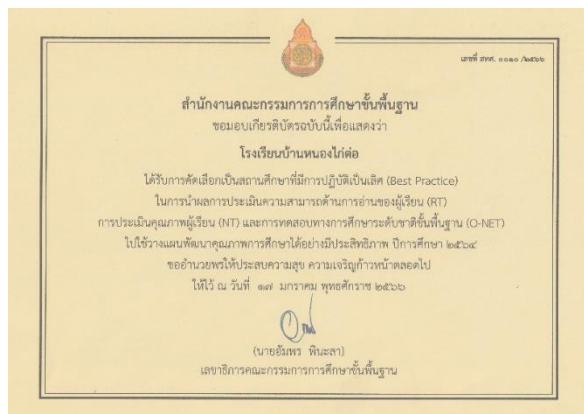 เลขที่ สทศ. ๐๐๑๐ /๒๕๖๖
สำนักงานคณะกรรมการการศึกษาขั้นพื้นฐาน
ขอมอบเกียรติบัตรฉบับนี้เพื่อแสดงว่า
โรงเรียนบ้านหนองไก่ต่อ
ได้รับการคัดเลือกเป็นสถานศึกษาที่มีการปฏิบัติเป็นเลิศ (Best Practice)
ในการนำผลการประเมินความสามารถด้านการอ่านของผู้เรียน (RT)
การประเมินคุณภาพผู้เรียน (NT) และการทดสอบทางการศึกษาระดับชาติขั้นพื้นฐาน (O-NET)
ไปใช้วางแผนพัฒนาคุณภาพการศึกษาได้อย่างมีประสิทธิภาพ ปีการศึกษา ๒๕๖๔
ขออำนวยพรให้ประสบความสุข ความเจริญก้าวหน้าตลอดไป
ให้ไว้ ณ วันที่ ๑๗ มกราคม พุทธศักราช ๒๕๖๖
(นายอัมพร พินะสา)
เลขาธิการคณะกรรมการการศึกษาขั้นพื้นฐาน